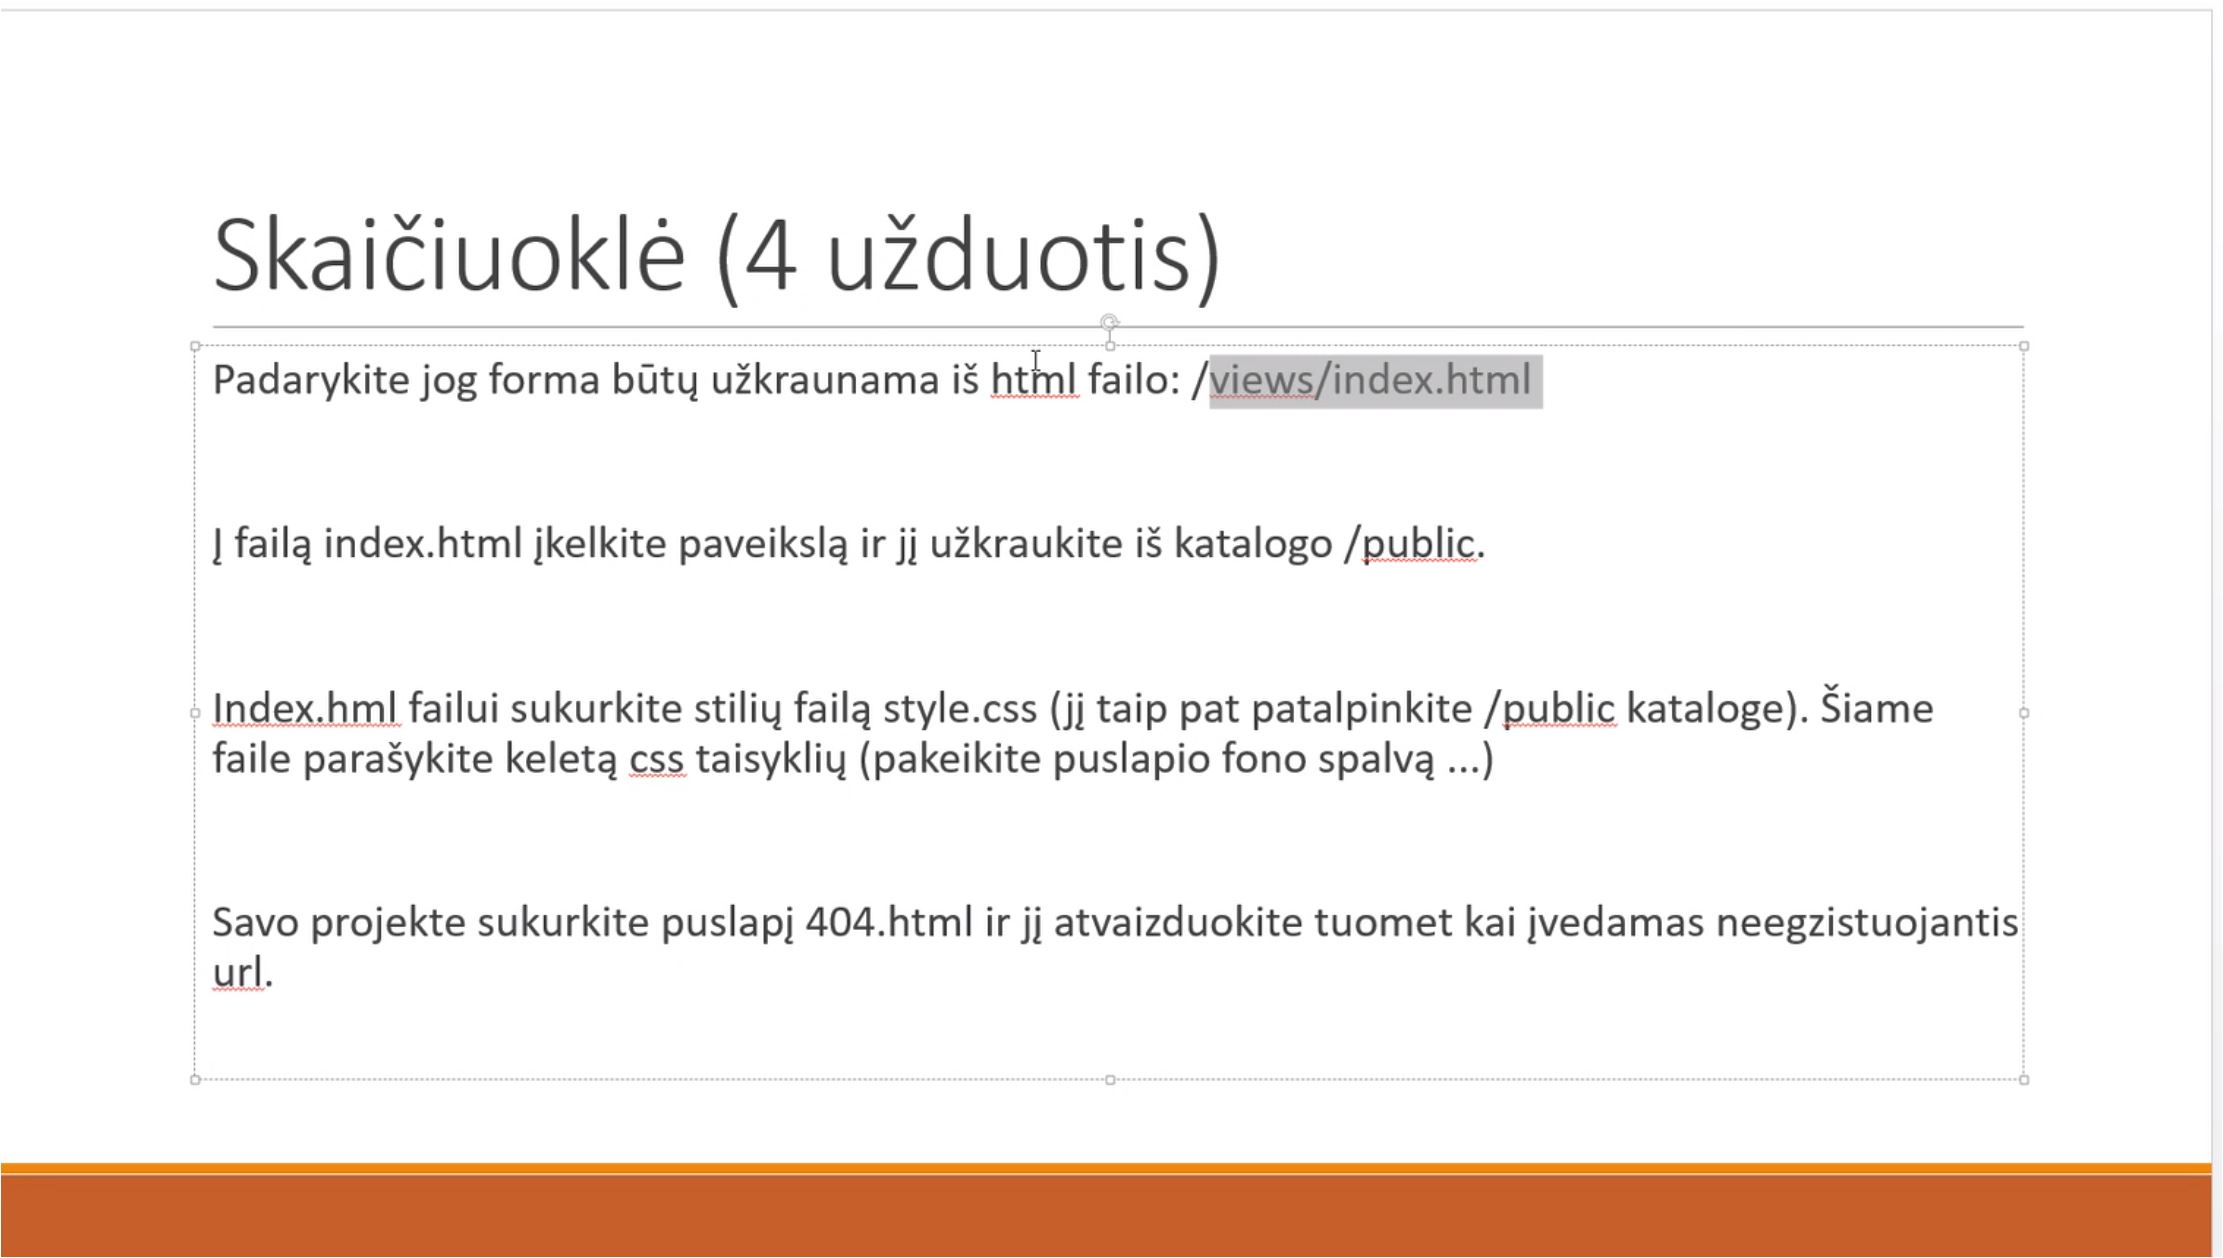 Skaičiuoklė (4 užduotis)
Padarykite jog forma būtų užkraunama iš html failo: /views/index.html
Į failą index.html įkelkite paveikslą ir jį užkraukite iš katalogo /public.
Index.hml failui sukurkite stilių failą style.css (jį taip pat patalpinkite /public kataloge). Šiame
faile parašykite keletą css taisyklių (pakeikite puslapio fono spalvą ...)
Savo projekte sukurkite puslapį 404.html ir jį atvaizduokite tuomet kai įvedamas neegzistuojantis
url.